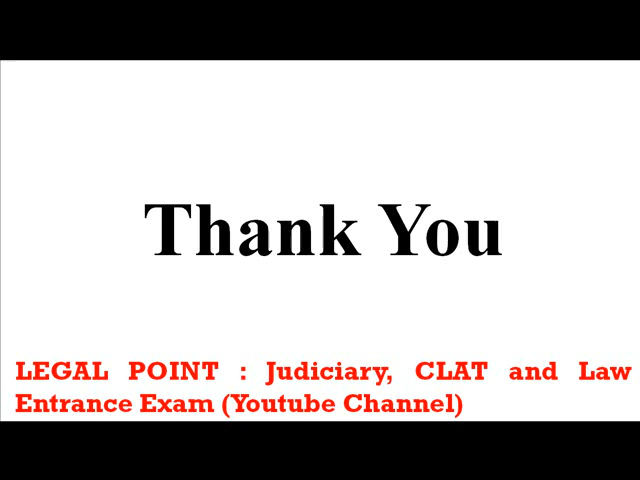 Thank You
LEGAL POINT : Judiciary, CLAT and Law
Entrance Exam (Youtube Channel)